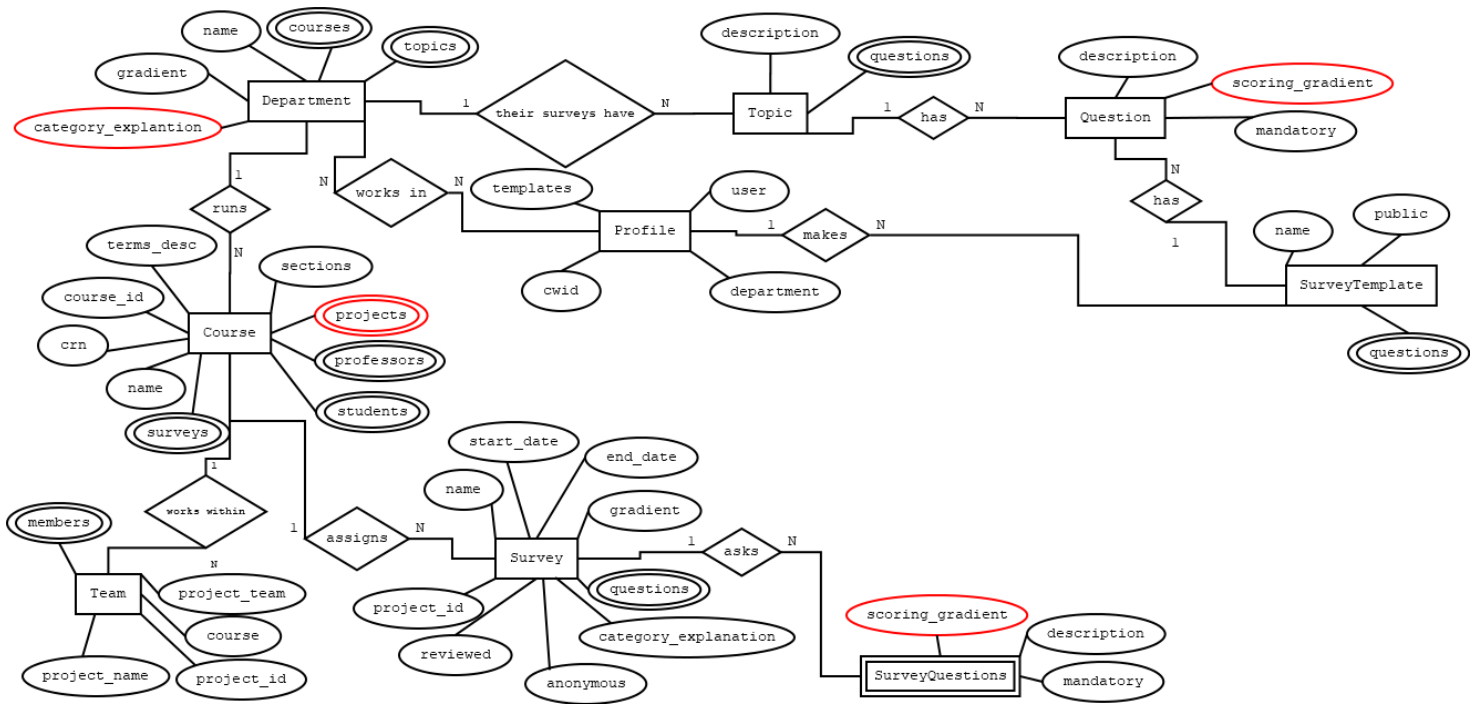 courses
name
topics
description
questions
description
gradient
scoring_gradient
Department
category_explantion
1
their surveys have
N
Topic
1
has
N
Question
mandatory
1
runs
N
N
works in
N
templates
user
Profile
1
makes
N
cwid
department
N
has
1
public
name
SurveyTemplate
questions
terms_desc
sections
course_id
projects
Course
crn
professors
name
students
surveys
1
works within
N
members
Team
project_team
course
project_name
project_id
1
assigns
N
start_date
end_date
name
gradient
Survey
questions
project_id
category_explanation
reviewed
anonymous
1
asks
N
scoring_gradient
description
SurveyQuestions
mandatory